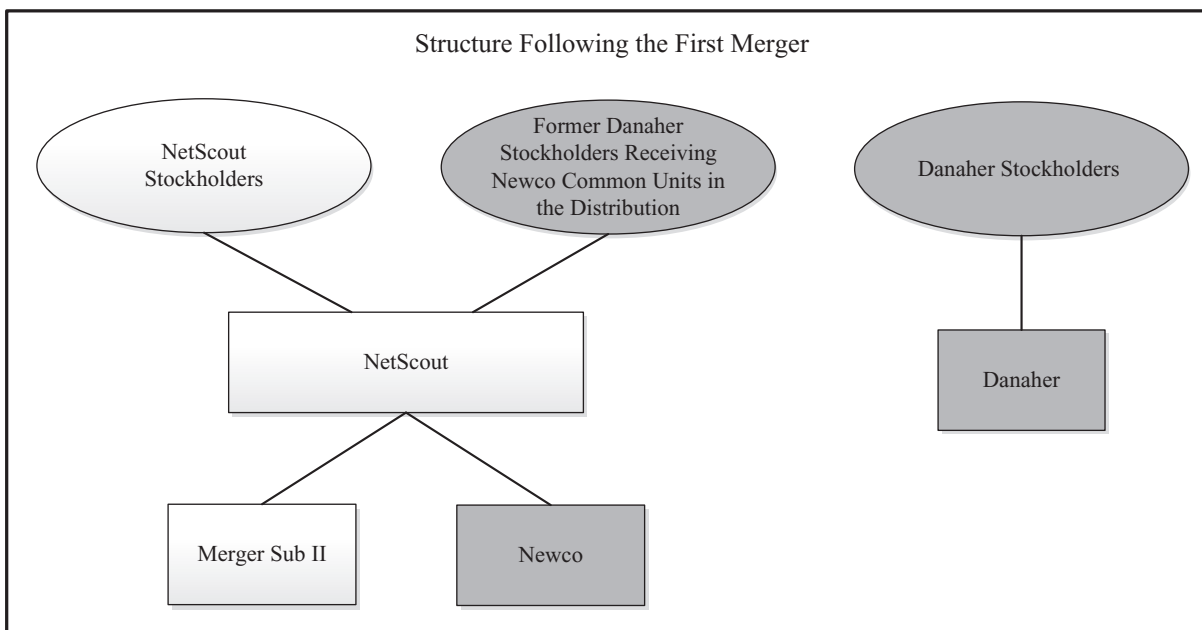 Structure Following the First Merger
NetScout
Stockholders
Former Danaher
Stockholders Receiving
Newco Common Units in
the Distribution
Danaher Stockholders
NetScout
Danaher
Merger Sub II
Newco